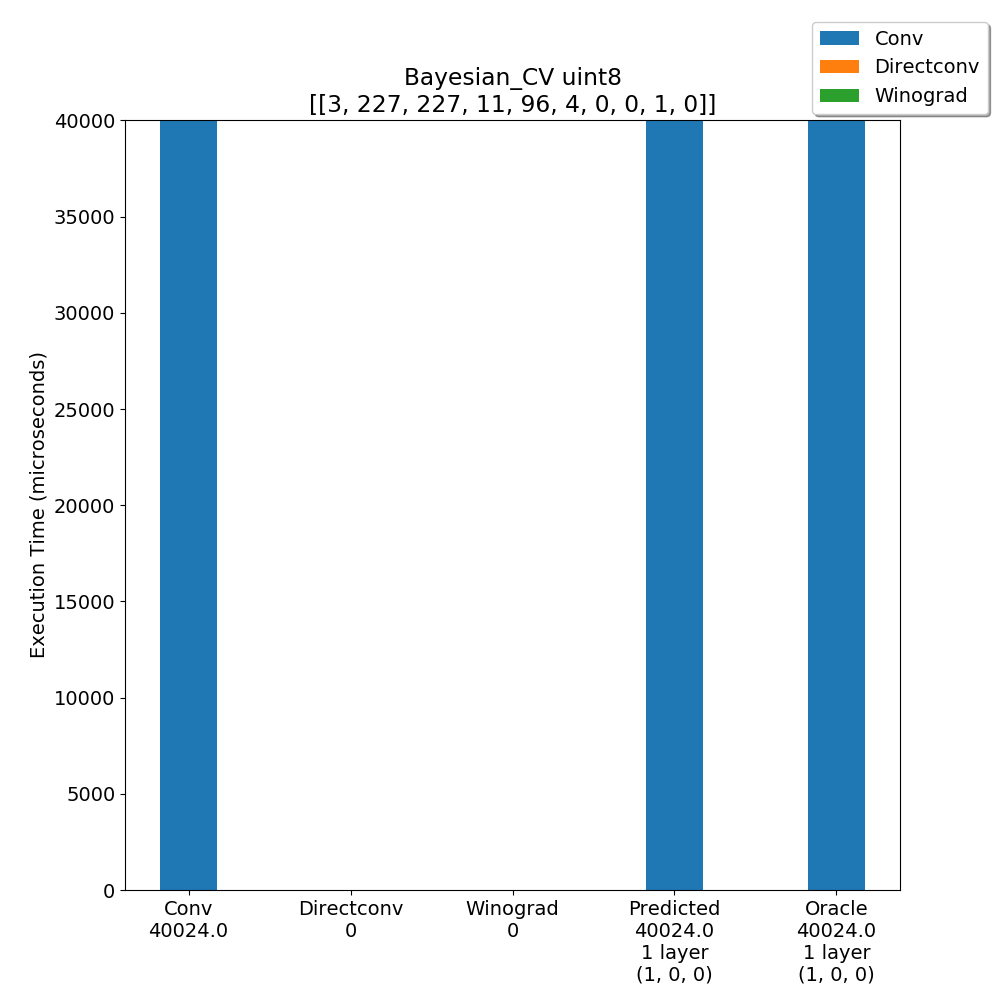 Conv
Directconv
Winograd
Bayesian_CV uint8
[[3, 227, 227, 11, 96, 4, 0, 0, 1, 0]]
40000
35000
30000
25000
20000
15000
10000
5000
0
Execution Time (microseconds)
Conv
40024.0
Directconv
0
Winograd
0
Predicted
40024.0
1 layer
(1, 0, 0)
Oracle
40024.0
1 layer
(1, 0, 0)